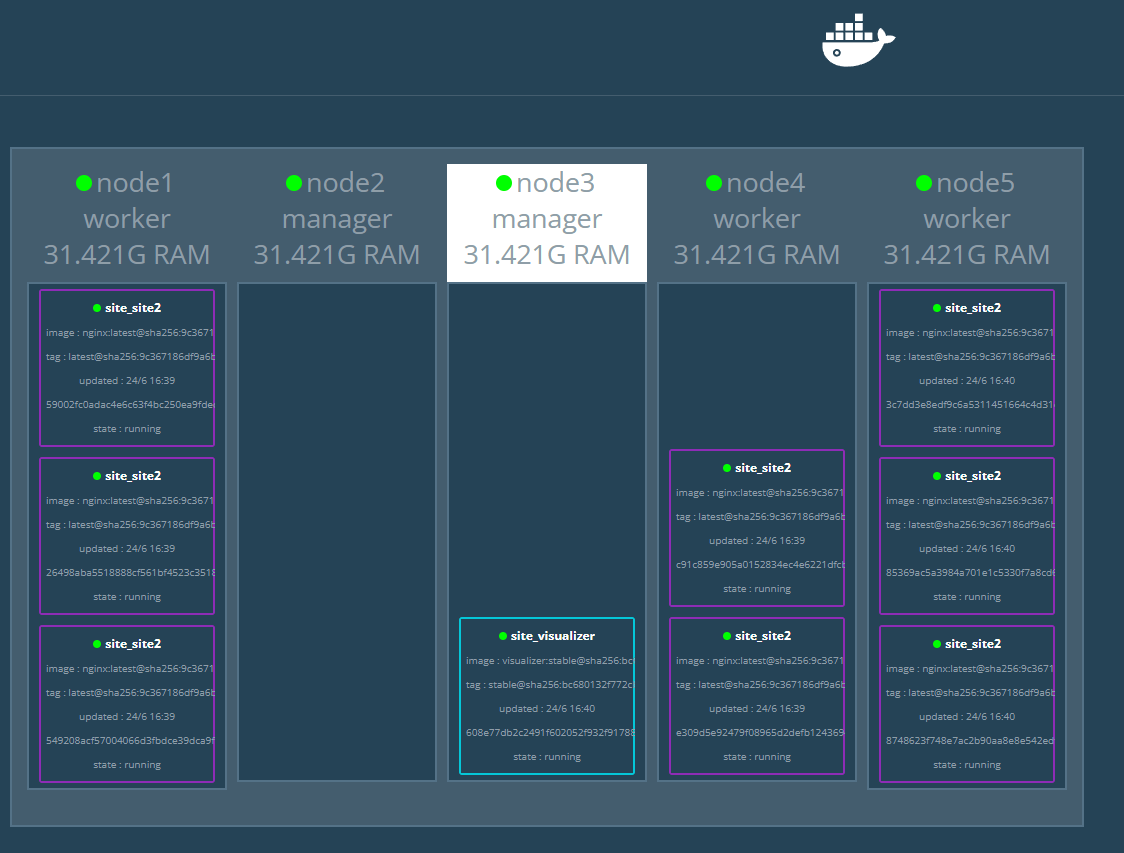 node1
worker
31.421G RAM
site_site2
image : nginx:latest@sha256:9c3671
tag : latest@sha256:9c367186df9a6b
updated : 24/6 16:39
59002fc0adac4e6c63f4bc250ea9fde
state : running
site_site2
image : nginx:latest@sha256:9c3671
tag : latest@sha256:9c367186df9a6b
updated : 24/6 16:39
26498aba5518888cf561bf4523c3518
state : running
site_site2
image : nginx:latest@sha256:9c3671
tag : latest@sha256:9c367186df9a6b
updated : 24/6 16:39
549208acf57004066d3fbdce39dca9f
state : running
node2
manager
31.421G RAM
node3
manager
31.421G RAM
site_visualizer
image : visualizer:stable@sha256:bc
tag : stable@sha256:bc680132f772c
updated : 24/6 16:40
608e77db2c2491f602052f932f91788
state : running
node4
worker
31.421G RAM
site_site2
image : nginx:latest@sha256:9c3671
tag : latest@sha256:9c367186df9a6b
updated : 24/6 16:39
c91c859e905a0152834ec4e6221dfcb
state : running
site_site2
image : nginx:latest@sha256:9c3671
tag : latest@sha256:9c367186df9a6b
updated : 24/6 16:39
e309d5e92479f08965d2defb124369
state : running
node5
worker
31.421G RAM
site_site2
image : nginx:latest@sha256:9c3671
tag : latest@sha256:9c367186df9a6b
updated : 24/6 16:40
3c7dd3e8edf9c6a5311451664c4d31
state : running
site_site2
image : nginx:latest@sha256:9c3671
tag : latest@sha256:9c367186df9a6b
updated : 24/6 16:40
85369ac5a3984a701e1c5330f7a8cd6
state : running
site_site2
image : nginx:latest@sha256:9c3671
tag : latest@sha256:9c367186df9a6b
updated : 24/6 16:40
8748623f748e7ac2b90aa8e8e542ed
state : running